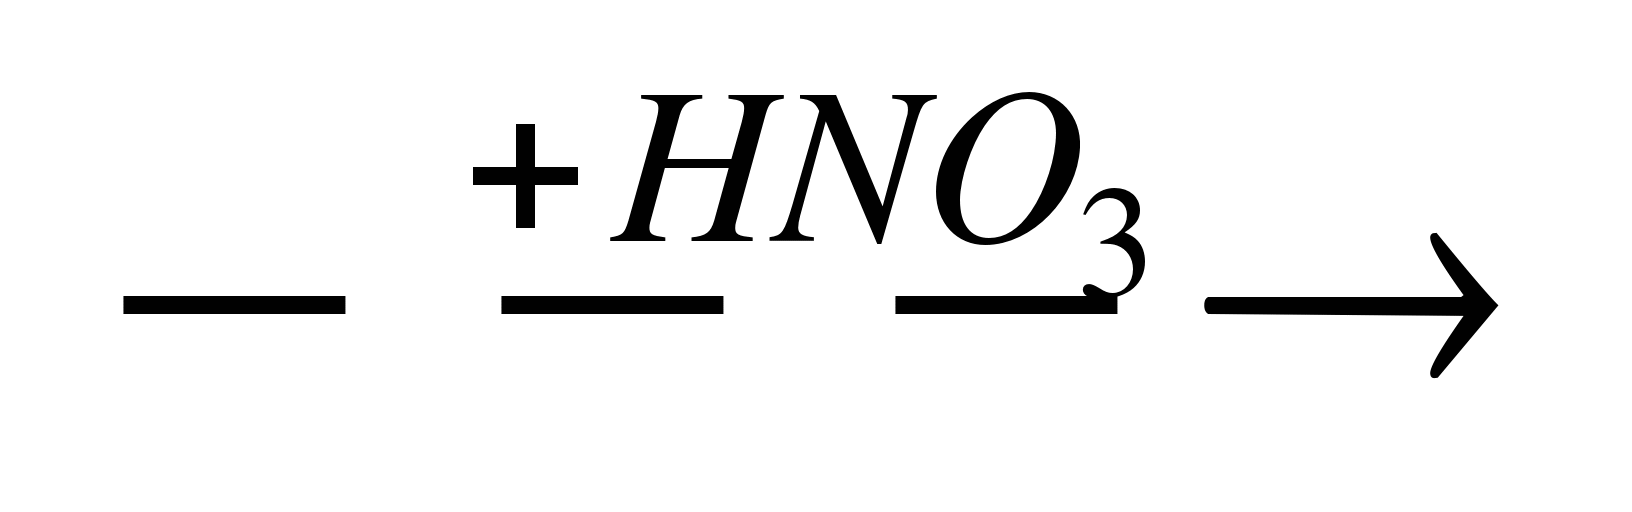 +HNO₃
— — — →